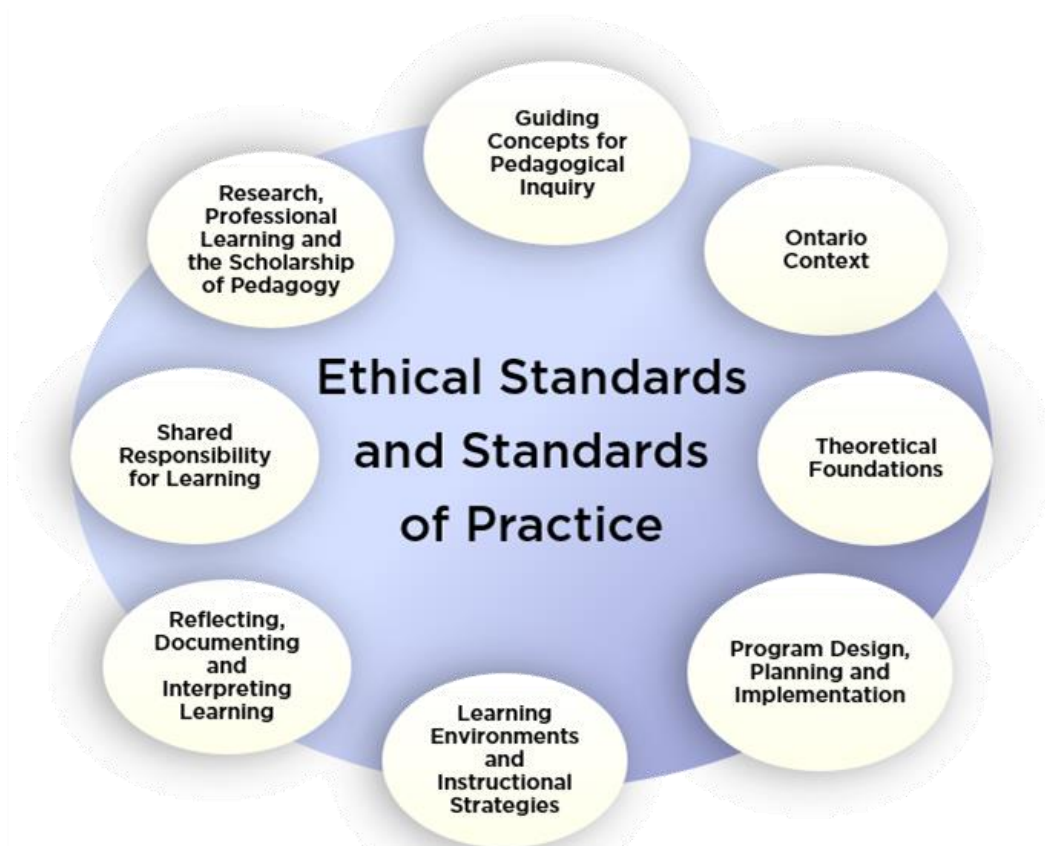 Guiding
Concepts for
Pedagogical
Inquiry
Ontario
Context
Theoretical
Foundations
Program Design,
Planning and
Implementation
Learning
Environments
and
Instructional
Strategies
Reflecting,
Documenting
and
Interpreting
Learning
Shared
Responsibility
for Learning
Research,
Professional
Learning and
the Scholarship
of Pedagogy
Ethical Standards
and Standards
of Practice